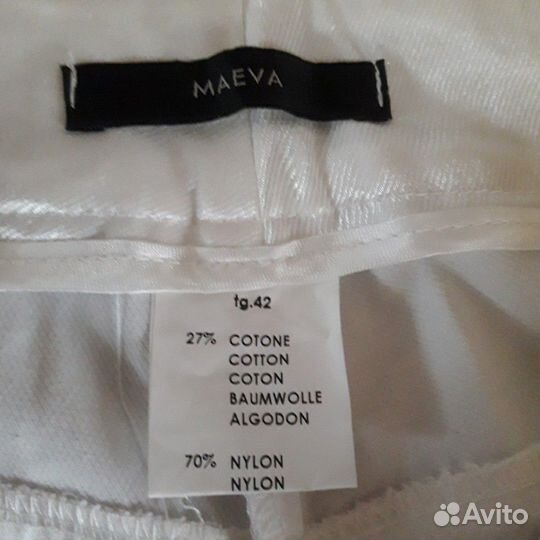 MAEVA
tg.42
27% COTONE
COTTON
COTON
BAUMWOLLE
ALGODON
70% NYLON
NYLON
Avito